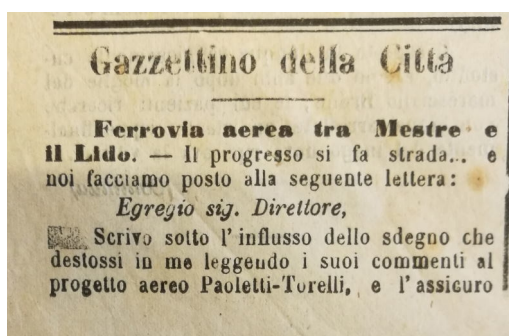 Gazzettino della Città
Ferrovia aerea tra Mestre e
il Lido. — Il progresso si fa strada... e
noi facciamo posto alla seguente lettera:
Egregio sig. Direttore,
Scrivo sotto l'influsso dello sdegno che
destossi in me leggendo i suoi commenti al
progetto aereo Paoletti-Torelli, e l'assicuro